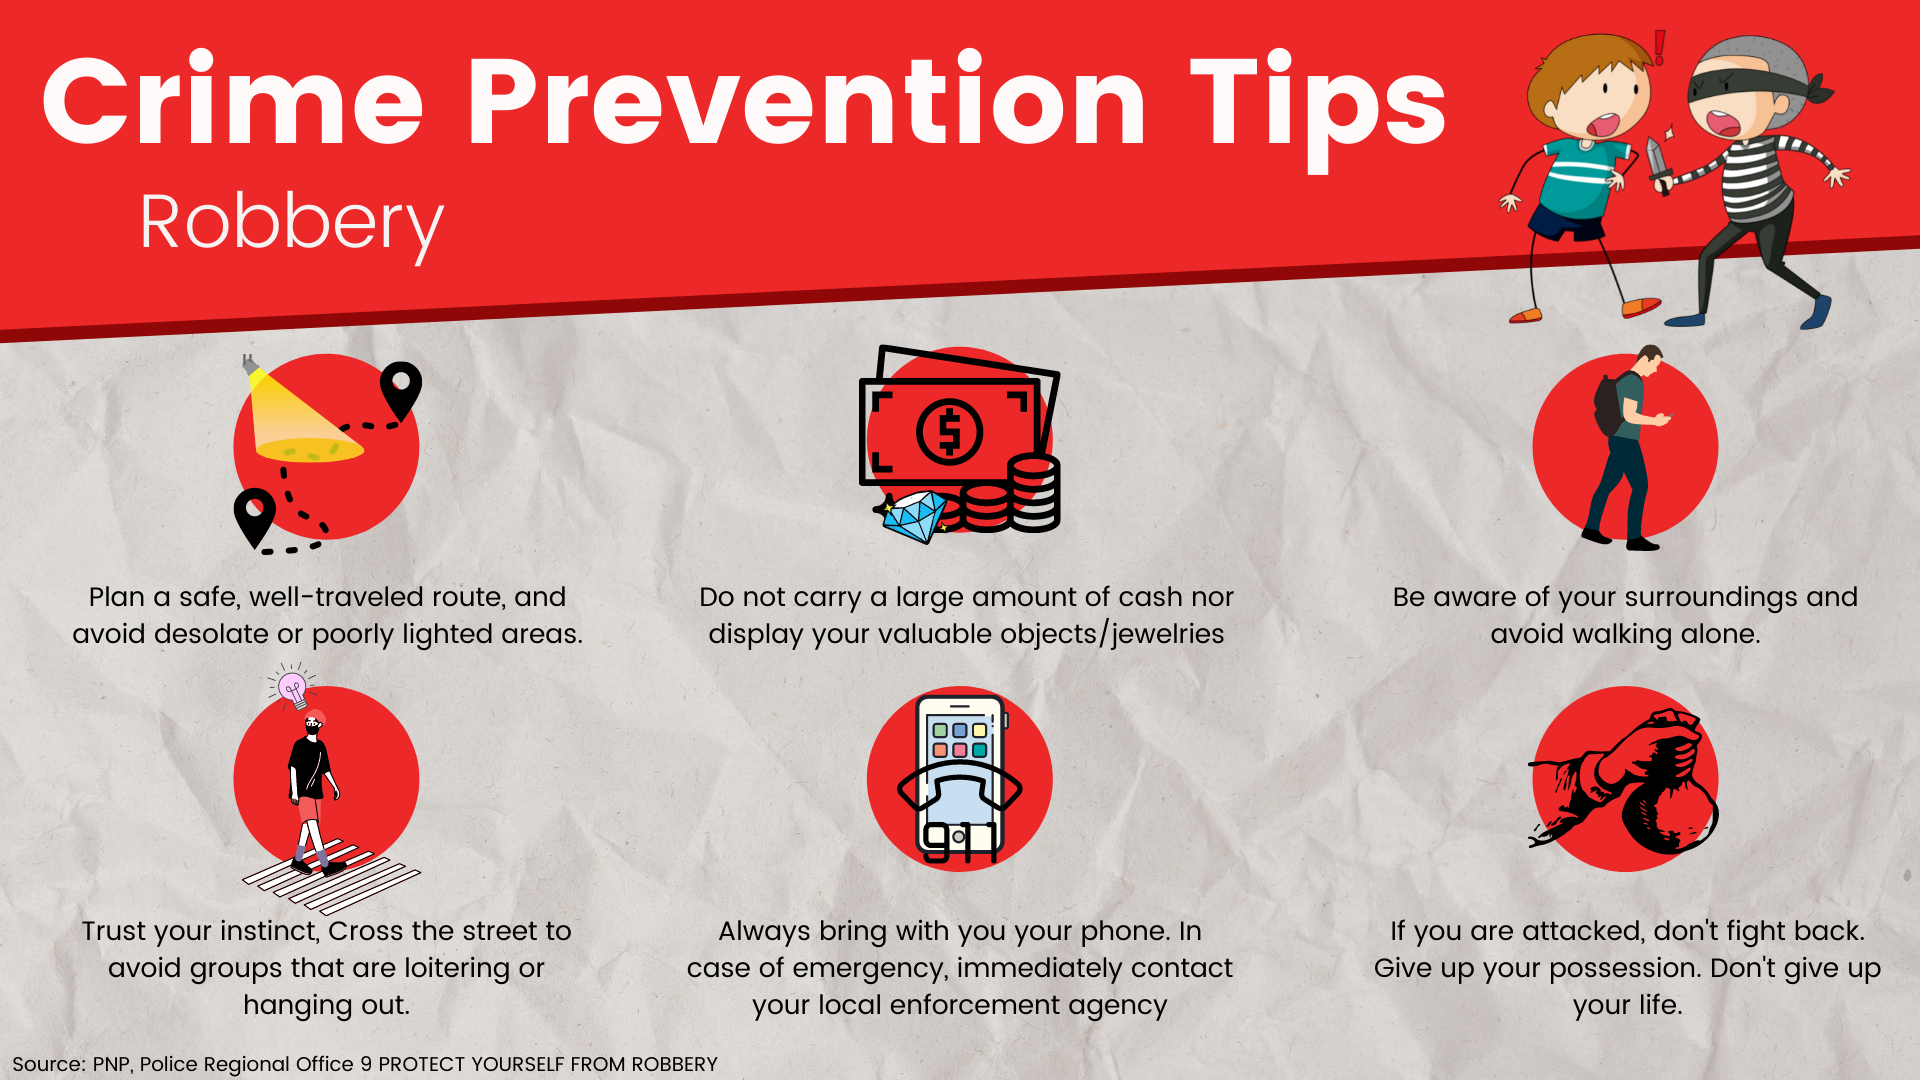 Crime Prevention Tips
Robbery
Plan a safe, well-traveled route, and
avoid desolate or poorly lighted areas.
Do not carry a large amount of cash nor
display your valuable objects/jewelries
Be aware of your surroundings and
avoid walking alone.
Trust your instinct, Cross the street to
avoid groups that are loitering or
hanging out.
911
Always bring with you your phone. In
case of emergency, immediately contact
your local enforcement agency
If you are attacked, don't fight back.
Give up your possession. Don't give up
your life.
Source: PNP, Police Regional Office 9 PROTECT YOURSELF FROM ROBBERY